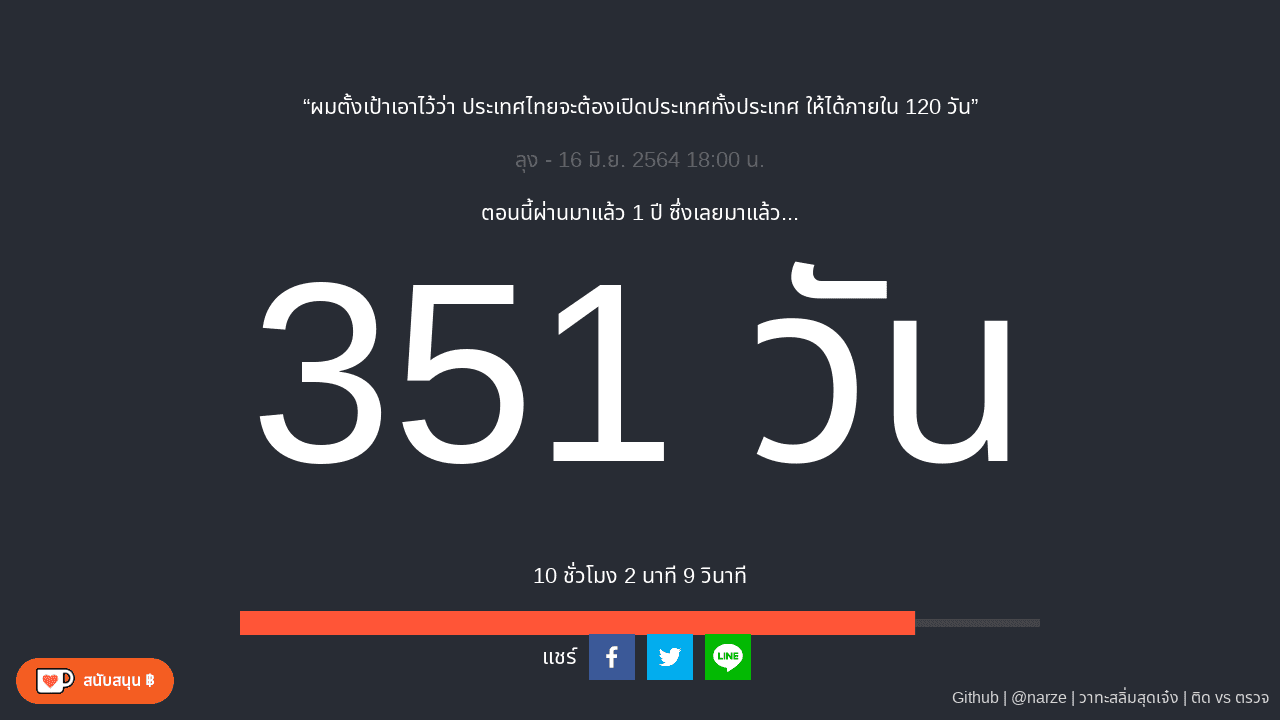 “ผมตั้งเป้าเอาไว้ว่า ประเทศไทยจะต้องเปิดประเทศทั้งประเทศ ให้ได้ภายใน 120 วัน”
ลุง - 16 มิ.ย. 2564 18:00 น.
ตอนนี้ผ่านมาแล้ว 1 ปี ซึ่งเลยมาแล้ว...
351 วัน
10 ชั่วโมง 2 นาที 9 วินาที
แชร์
LINE
สนับสนุน ฿
Github | @narze | วาทะสลิ่มสุดเจ๋ง | ติด vs ตรวจ